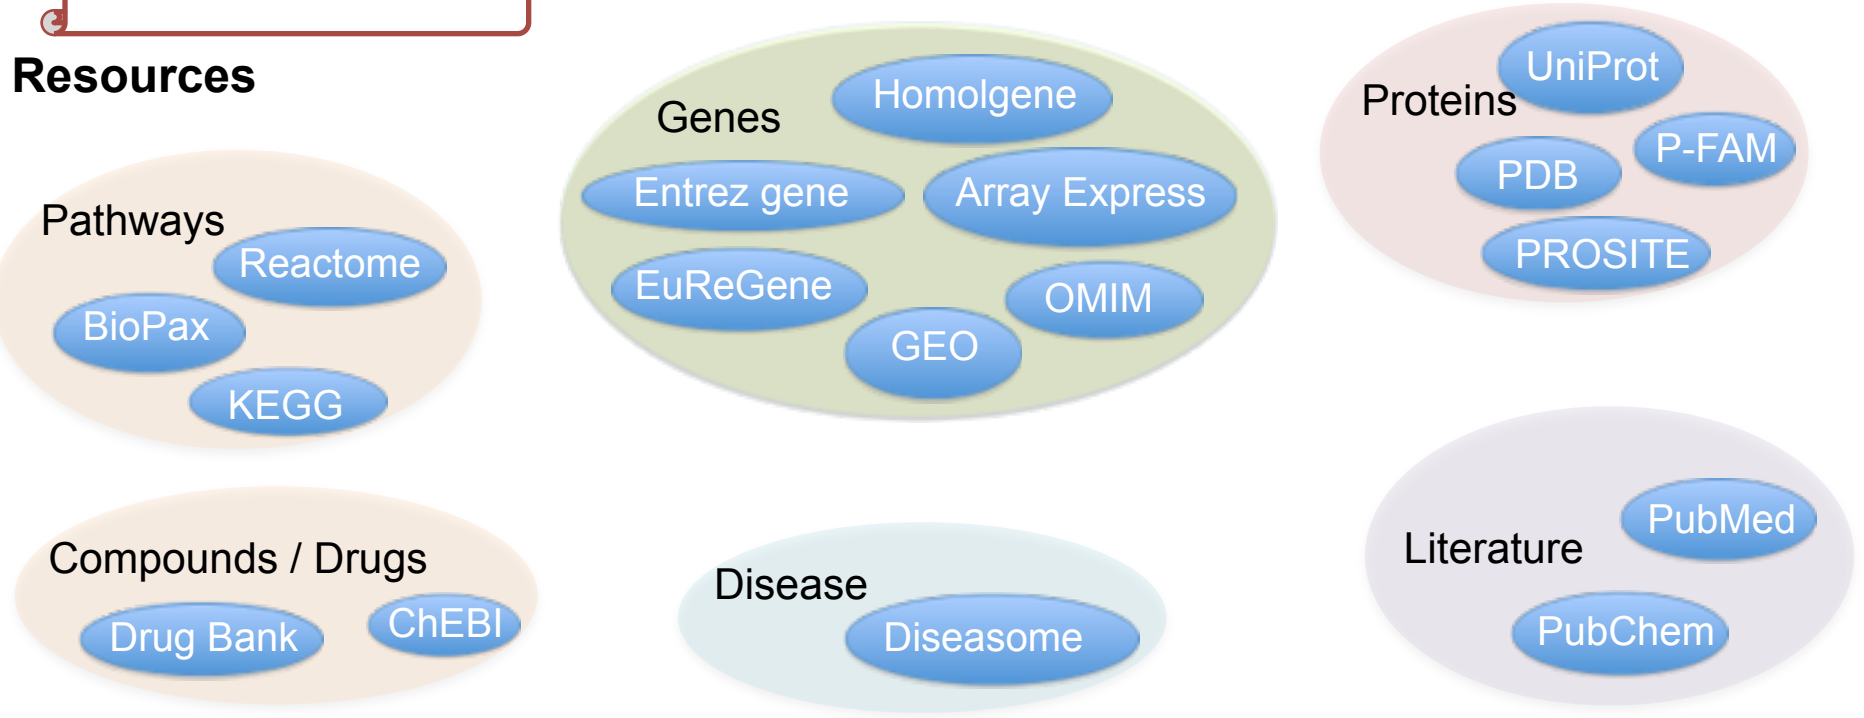 Resources
Pathways
Reactome
BioPax
KEGG
Genes
Homolgene
Entrez gene
Array Express
EuReGene
OMIM
GEO
Proteins
UniProt
P-FAM
PDB
PROSITE
Compounds / Drugs
Drug Bank
ChEBI
Disease
Diseasome
Literature
PubMed
PubChem